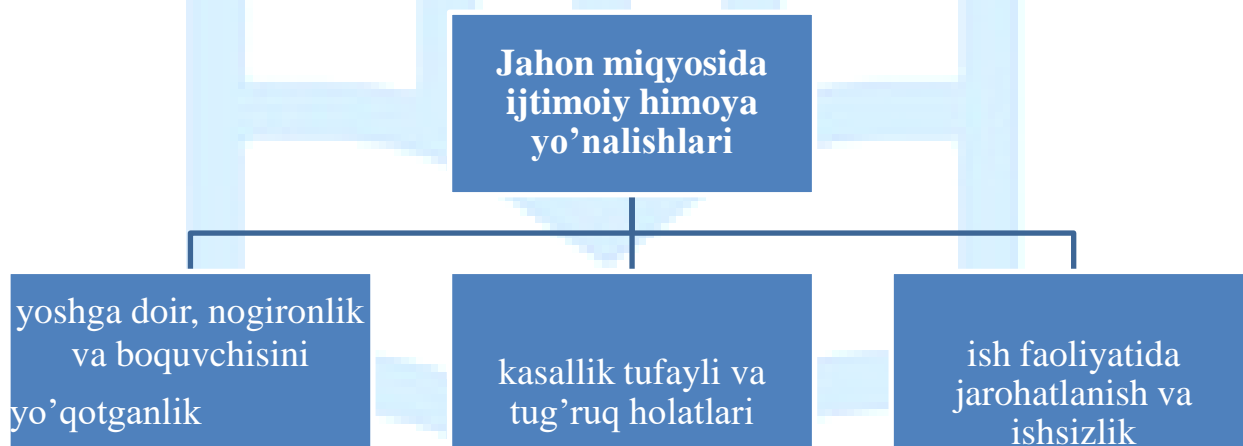 Jahon miqyosida
ijtimoiy himoya
yo’nalishlari
yoshga doir, nogironlik
va boquvchisini
yo’qotganlik
kasallik tufayli va
tug’ruq holatlari
ish faoliyatida
jarohatlanish va
ishsizlik